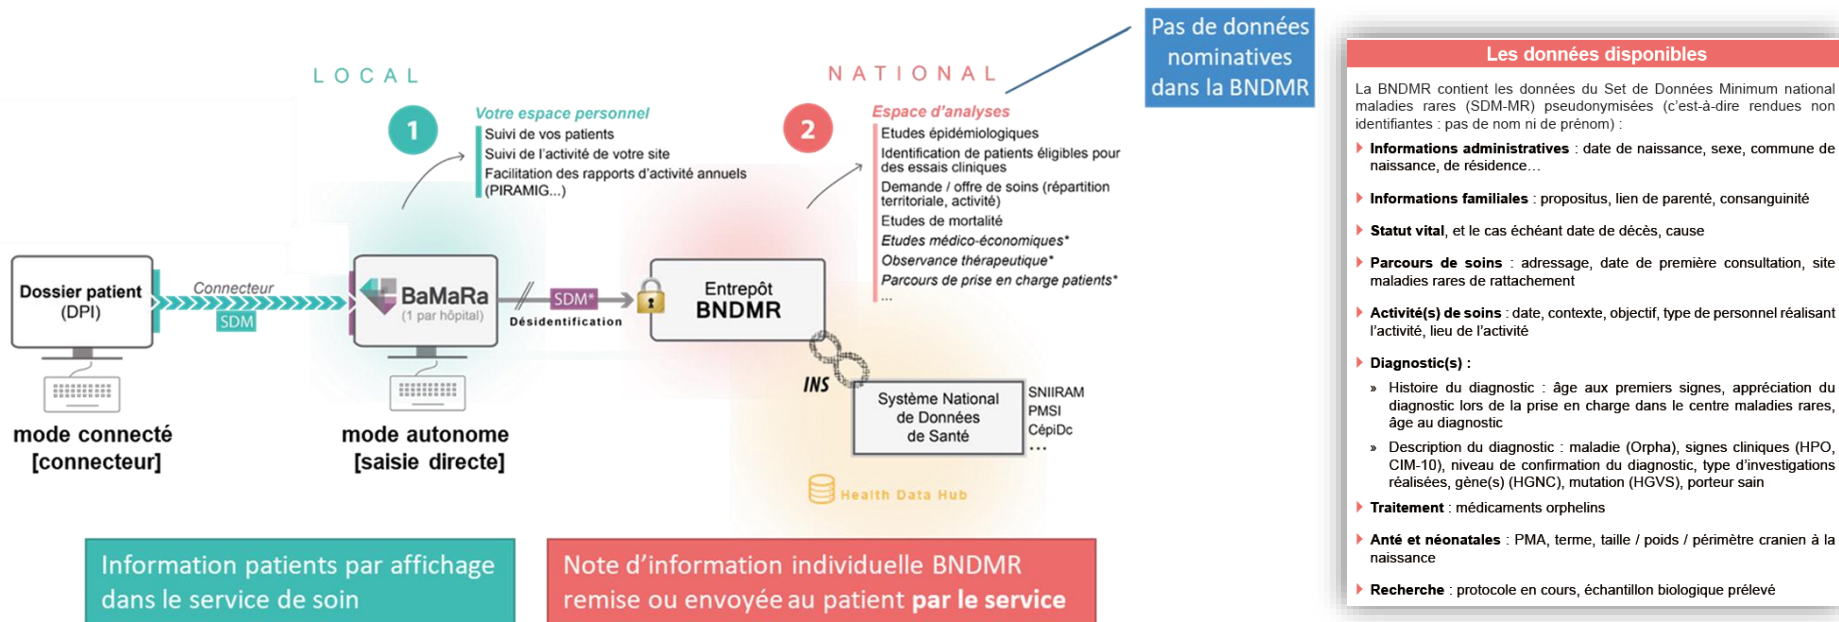 Pas de données
nominatives
dans la BNDMR
LOCAL
NATIONAL
1
Votre espace personnel
Suivi de vos patients
Suivi de l'activité de votre site
Facilitation des rapports d'activité annuels
(PIRAMIG...)
2
Espace d'analyses
Etudes épidémiologiques
Identification de patients éligibles pour
des essais cliniques
Demande / offre de soins (répartition
territoriale, activité)
Etudes de mortalité
Etudes médico-économiques*
Observance thérapeutique*
Parcours de prise en charge patients*
...
Dossier patient
(DPI)
Connecteur
SDM
BaMaRa
(1 par hôpital)
SDM*
Désidentification
Entrepôt
BNDMR
INS
Système National
de Données
de Santé
SNIIRAM
PMSI
CépiDc
...
Health Data Hub
mode connecté
[connecteur]
mode autonome
[saisie directe]
Information patients par affichage
dans le service de soin
Note d'information individuelle BNDMR
remise ou envoyée au patient par le service
Les données disponibles
La BNDMR contient les données du Set de Données Minimum national
maladies rares (SDM-MR) pseudonymisées (c'est-à-dire rendues non
identifiantes : pas de nom ni de prénom) :
Informations administratives : date de naissance, sexe, commune de
naissance, de résidence…
Informations familiales : propositus, lien de parenté, consanguinité
Statut vital, et le cas échéant date de décès, cause
Parcours de soins : adressage, date de première consultation, site
maladies rares de rattachement
Activité(s) de soins : date, contexte, objectif, type de personnel réalisant
l'activité, lieu de l'activité
Diagnostic(s) :
» Histoire du diagnostic : âge aux premiers signes, appréciation du
diagnostic lors de la prise en charge dans le centre maladies rares,
âge au diagnostic
» Description du diagnostic : maladie (Orpha), signes cliniques (HPO,
CIM-10), niveau de confirmation du diagnostic, type d'investigations
réalisées, gène(s) (HGNC), mutation (HGVS), porteur sain
Traitement : médicaments orphelins
Anté et néonatales : PMA, terme, taille / poids / périmètre cranien à la
naissance
Recherche : protocole en cours, échantillon biologique prélevé